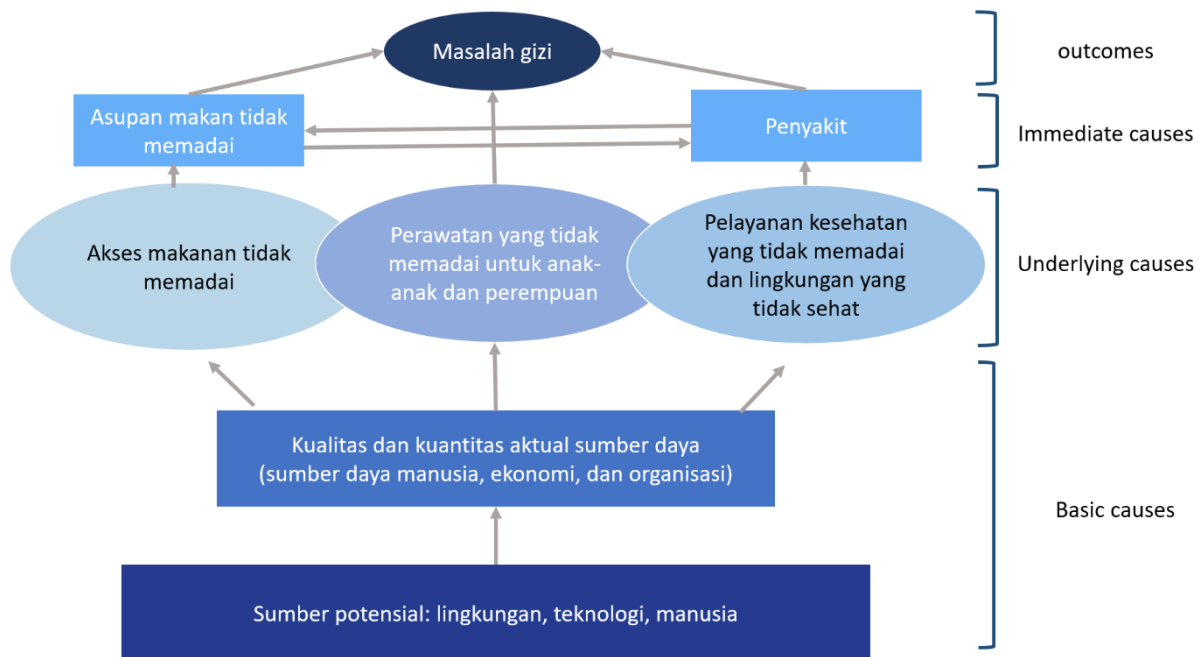 Masalah gizi
outcomes
Asupan makan tidak
memadai
Penyakit
Immediate causes
Akses makanan tidak
memadai
Perawatan yang tidak
memadai untuk anak-
anak dan perempuan
Pelayanan kesehatan
yang tidak memadai
dan lingkungan yang
tidak sehat
Underlying causes
Kualitas dan kuantitas aktual sumber daya
(sumber daya manusia, ekonomi, dan organisasi)
Basic causes
Sumber potensial: lingkungan, teknologi, manusia